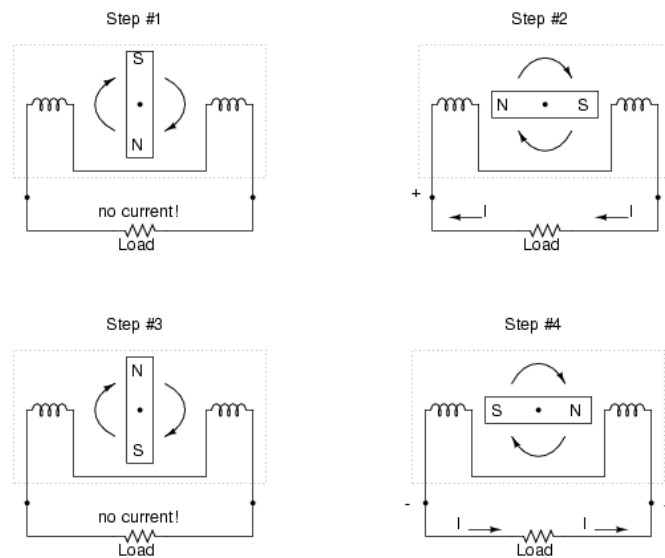 Step #1
S
N
no current!
Load
Step #2
N S
+
I I
Load
Step #3
N
S
no current!
Load
Step #4
S N
-
I I
Load